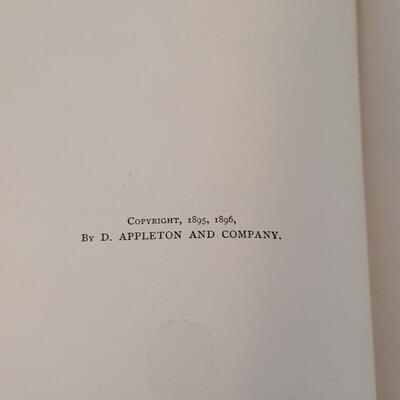 Copyright, 1895, 1896,
By D. APPLETON AND COMPANY.